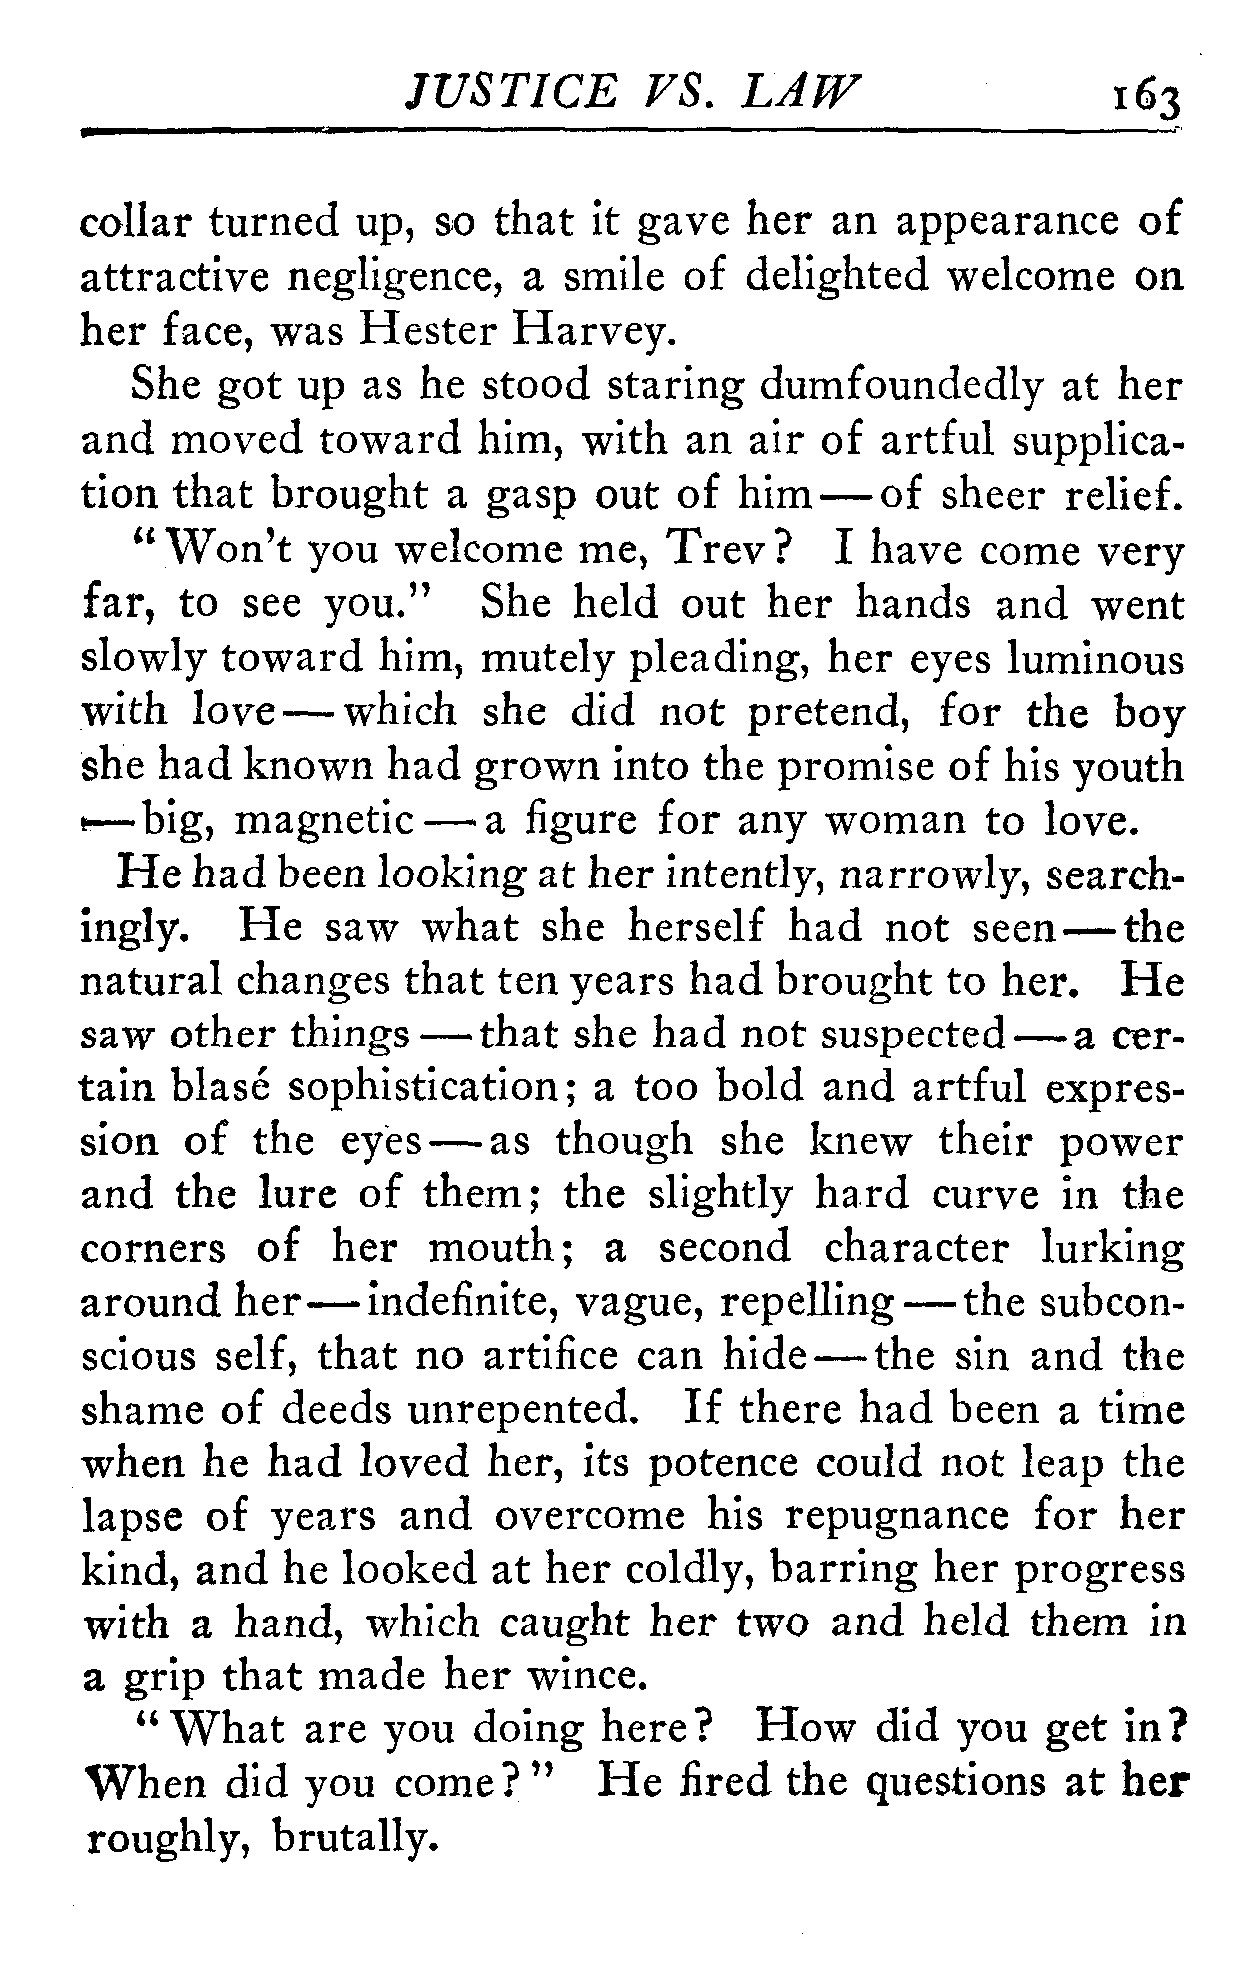 JUSTICE VS. LAW 163
collar turned up, so that it gave her an appearance of
attractive negligence, a smile of delighted welcome on
her face, was Hester Harvey.
She got up as he stood staring dumfoundedly at her
and moved toward him, with an air of artful supplica-
tion that brought a gasp out of him—of sheer relief.
"Won't you welcome me, Trev? I have come very
far, to see you." She held out her hands and went
slowly toward him, mutely pleading, her eyes luminous
with love—which she did not pretend, for the boy
she had known had grown into the promise of his youth
—big, magnetic—a figure for any woman to love.
He had been looking at her intently, narrowly, search-
ingly. He saw what she herself had not seen—the
natural changes that ten years had brought to her. He
saw other things—that she had not suspected—a cer-
tain blasé sophistication; a too bold and artful expres-
sion of the eyes—as though she knew their power
and the lure of them; the slightly hard curve in the
corners of her mouth; a second character lurking
around her—indefinite, vague, repelling—the subcon-
scious self, that no artifice can hide—the sin and the
shame of deeds unrepented. If there had been a time
when he had loved her, its potence could not leap the
lapse of years and overcome his repugnance for her
kind, and he looked at her coldly, barring her progress
with a hand, which caught her two and held them in
a grip that made her wince.
"What are you doing here? How did you get in?
When did you come?" He fired the questions at her
roughly, brutally.